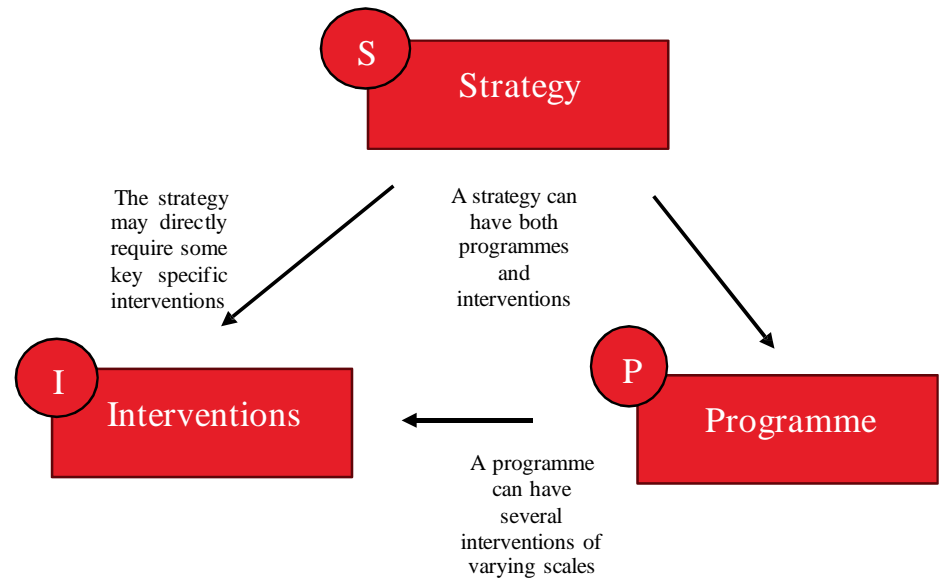 S
Strategy
The strategy
may directly
require some
key specific
interventions
A strategy can
have both
programmes
and
interventions
I
Interventions
P
Programme
A programme
can have
several
interventions of
varying scales